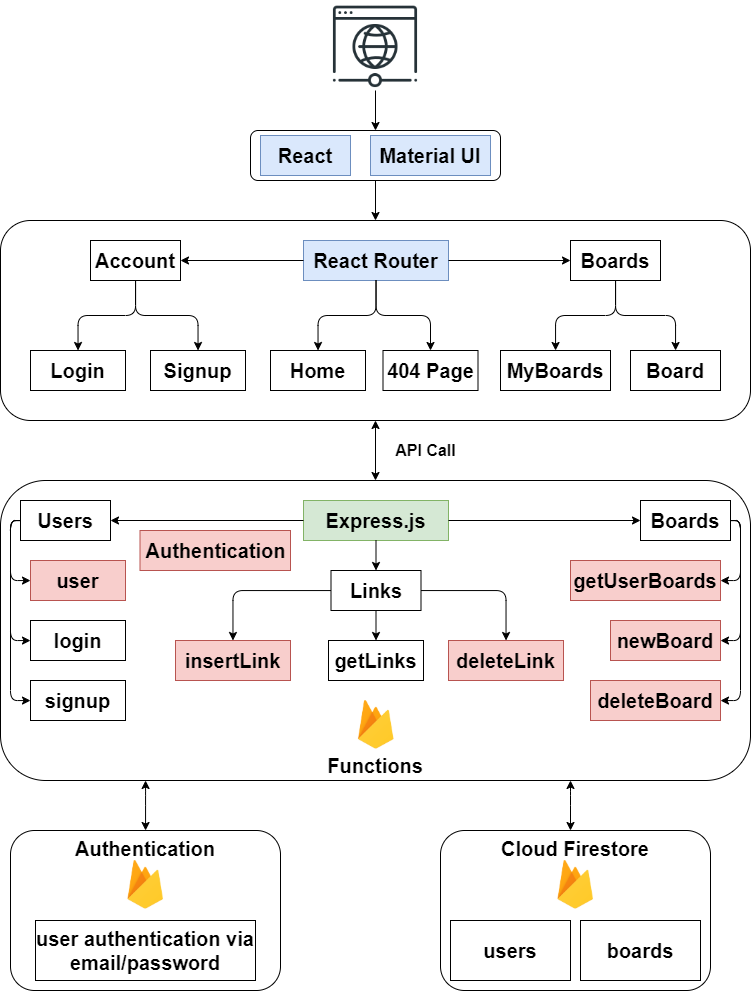 React
Material UI
Account
React Router
Boards
Login
Signup
Home
404 Page
MyBoards
Board
API Call
Users
Express.js
Boards
Authentication
user
Links
getUserBoards
login
insertLink
getLinks
deleteLink
newBoard
signup
deleteBoard
Functions
Authentication
Cloud Firestore
user authentication via
email/password
users
boards